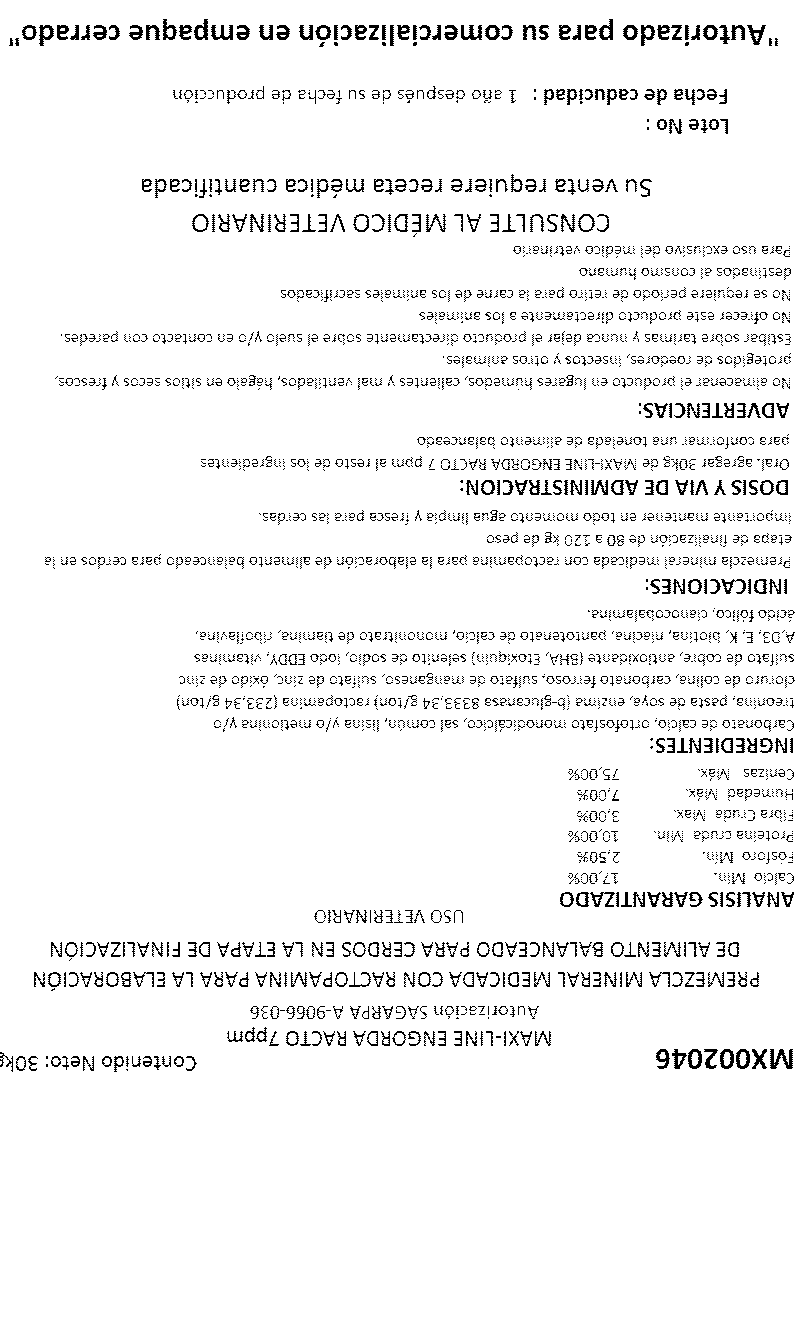 MX002046 Contenido Neto: 30kg
MAXI-LINE ENGORDA RACTO 7ppm
Autorización SAGARPA A-9066-036
PREMEZCLA MINERAL MEDICADA CON RACTOPAMINA PARA LA ELABORACIÓN
DE ALIMENTO BALANCEADO PARA CERDOS EN LA ETAPA DE FINALIZACIÓN
USO VETERINARIO
ANALISIS GARANTIZADO
Calcio Mín. 17,00%
Fósforo Mín. 2,50%
Proteína cruda Mín. 10,00%
Fibra Cruda Max. 3,00%
Humedad Máx. 7,00%
Cenizas Máx. 75,00%
INGREDIENTES:
Carbonato de calcio, ortofosfato monodicálcico, sal común, lisina y/o metionina y/o
treonina, pasta de soya, enzima (b-glucanasa 8333,34 g/ton) ractopamina (233,34 g/ton)
cloruro de colina, carbonato ferroso, sulfato de manganeso, sulfato de zinc, óxido de zinc
sulfato de cobre, antioxidante (BHA, Etoxiquin) selenito de sodio, iodo EDDY, vitaminas
A,D3, E, K, biotina, niacina, pantotenato de calcio, mononitrato de tiamina, riboflavina,
ácido fólico, cianocobalamina.
INDICACIONES:
Premezcla mineral medicada con ractopamina para la elaboración de alimento balanceado para cerdos en la
etapa de finalización de 80 a 120 kg de peso
Importante mantener en todo momento agua limpia y fresca para las cerdas.
DOSIS Y VIA DE ADMINISTRACION:
Oral. agregar 30kg de MAXI-LINE ENGORDA RACTO 7 ppm al resto de los ingredientes
para conformar una tonelada de alimento balanceado
ADVERTENCIAS:
No almacenar el producto en lugares húmedos, calientes y mal ventilados, hágalo en sitios secos y frescos,
protegidos de roedores, insectos y otros animales.
Estibar sobre tarimas y nunca dejar el producto directamente sobre el suelo y/o en contacto con paredes.
No ofrecer este producto directamente a los animales
No se requiere periodo de retiro para la carne de los animales sacrificados
destinados al consmo humano
Para uso exclusivo del médico vetrinario
CONSULTE AL MÉDICO VETERINARIO
Su venta requiere receta médica cuantificada
Lote No :
Fecha de caducidad : 1 año después de su fecha de producción
"Autorizado para su comercialización en empaque cerrado"